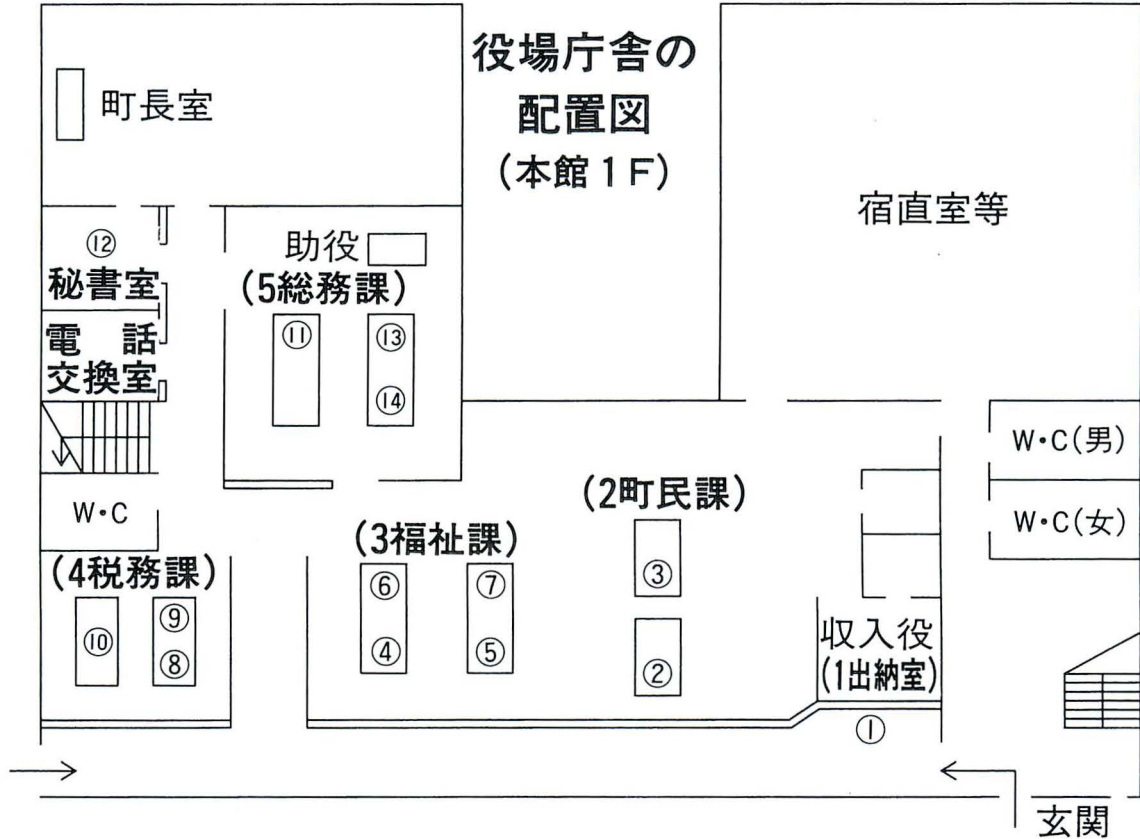 役場庁舎の
配置図
(本館1F)
町長室
宿直室等
⑫
秘書室
電話
交換室
助役
(5総務課)
⑪
⑬
⑭
W・C(男)
W・C(女)
W・C
(2町民課)
③
②
(3福祉課)
⑥
⑦
④
⑤
(4税務課)
⑩
⑨
⑧
収入役
(1出納室)
①
玄関